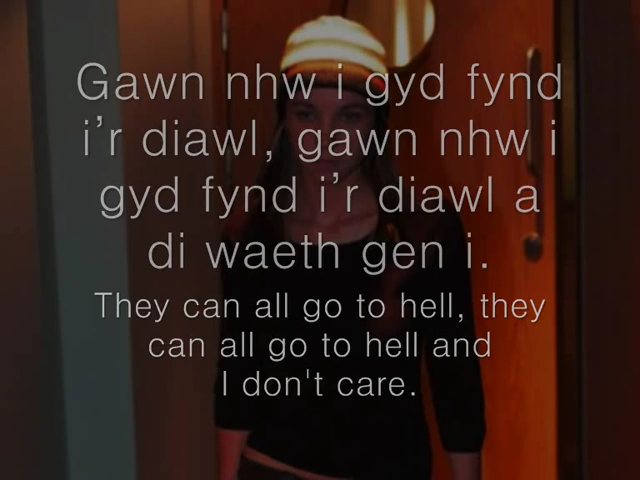 Gawn nhw i gyd fynd
i’r diawl, gawn nhw i
gyd fynd i’r diawl a
di waeth gen i.
They can all go to hell, they
can all go to hell and
I don't care.